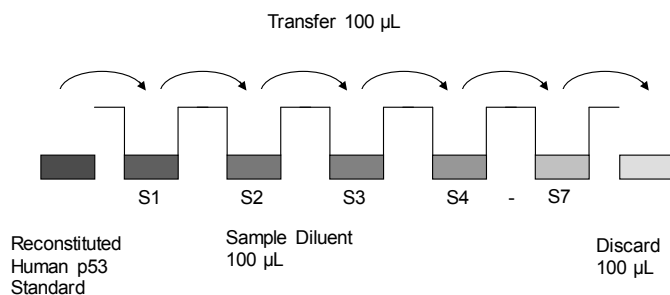 Transfer 100 µL
S1 S2 S3 S4 - S7
Reconstituted
Human p53
Standard
Sample Diluent
100 µL
Discard
100 µL